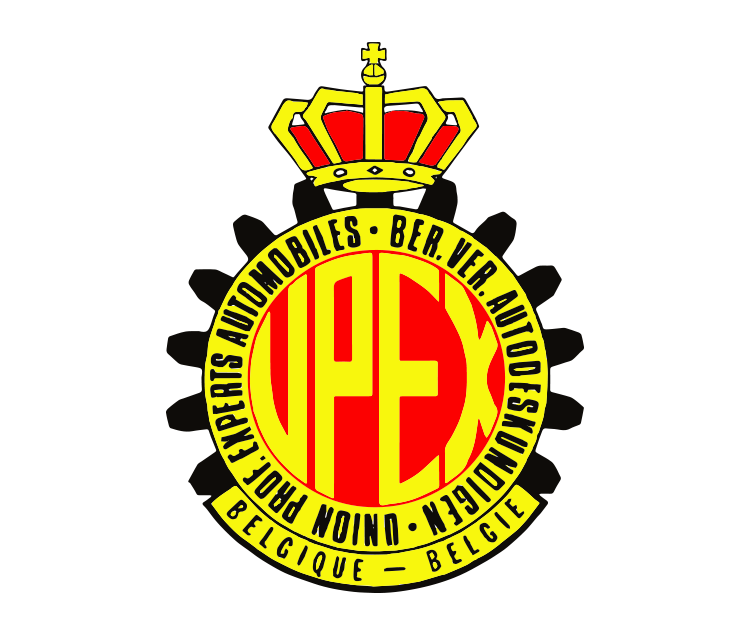 UNION PROF. EXPERTS AUTOMOBILES • BER. VER. AUTODESKUNDIGEN •
UPEX
BELGIQUE — BELGIE